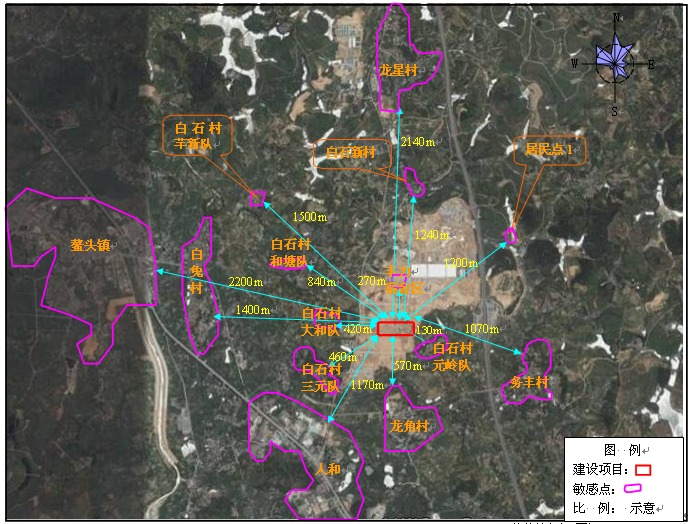 N
W
E
S
龙星村
2140m
白石村
芋新队
白石新村
居民点1
1500m
1240m
鳌头镇
白兔村
白石村
和塘队
1200m
2200m
840m
270m
1400m
白石村
大和队
420m
130m
1070m
白石村
元岭队
460m
570m
白石村
三元队
1170m
务丰村
龙角村
人和
图 例
建设项目：
敏感点：
比 例： 示意